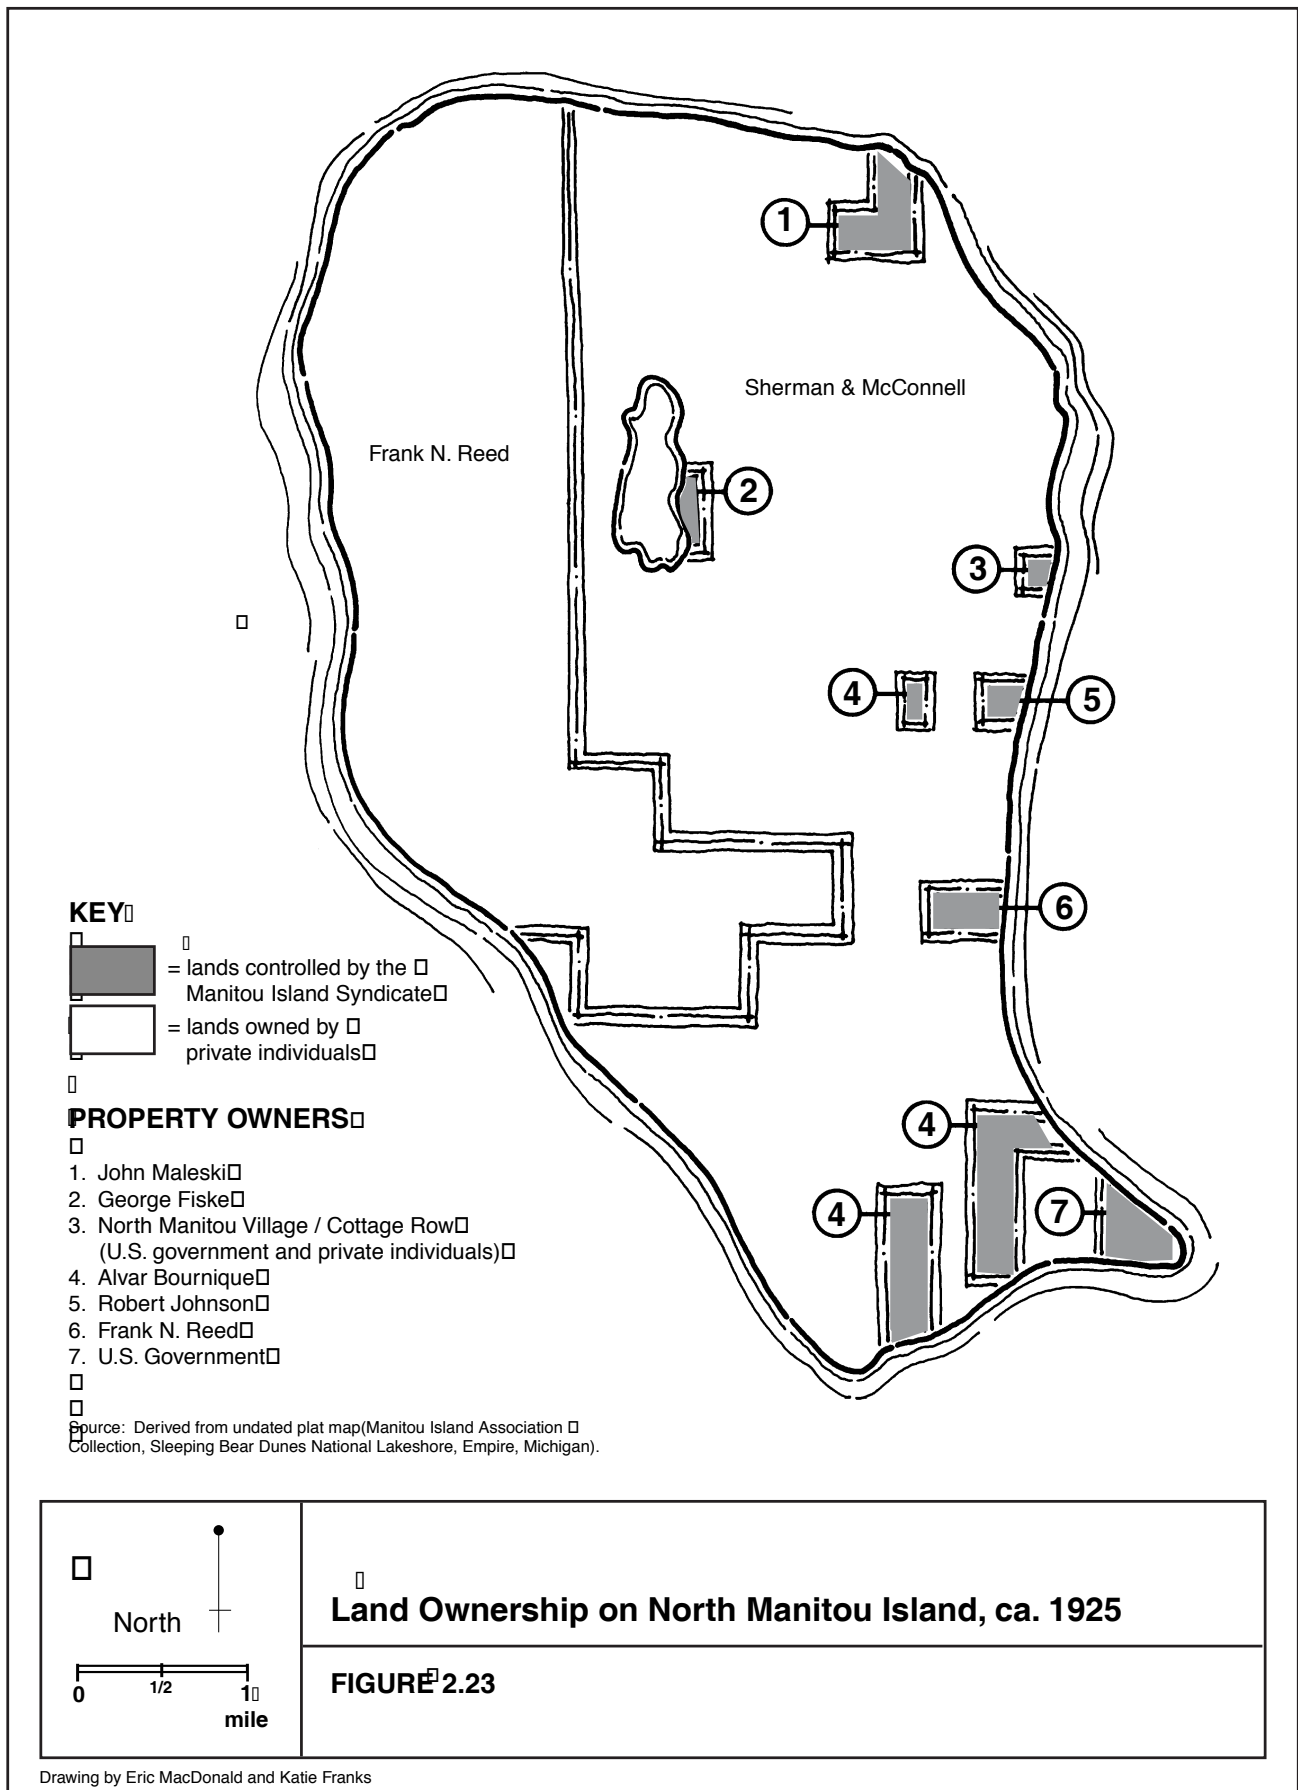 1
Sherman & McConnell
Frank N. Reed
2
3
4
5
6
4
4
7
KEY
= lands controlled by the
Manitou Island Syndicate
= lands owned by
private individuals
PROPERTY OWNERS
1. John Maleski
2. George Fiske
3. North Manitou Village / Cottage Row
(U.S. government and private individuals)
4. Alvar Bournique
5. Robert Johnson
6. Frank N. Reed
7. U.S. Government
Source: Derived from undated plat map(Manitou Island Association
Collection, Sleeping Bear Dunes National Lakeshore, Empire, Michigan).
North
0 1/2 1
mile
Land Ownership on North Manitou Island, ca. 1925
FIGURE 2.23
Drawing by Eric MacDonald and Katie Franks